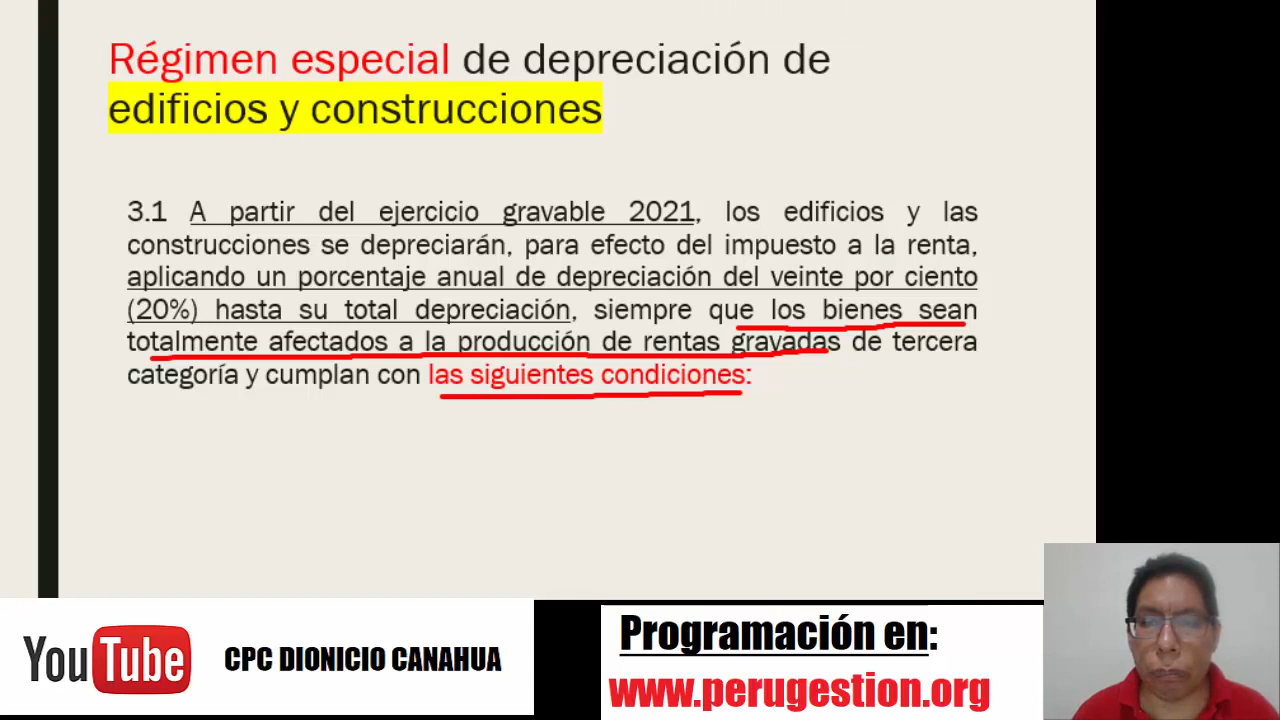 Régimen especial de depreciación de
edificios y construcciones
3.1 A partir del ejercicio gravable 2021, los edificios y las
construcciones se depreciarán, para efecto del impuesto a la renta,
aplicando un porcentaje anual de depreciación del veinte por ciento
(20%) hasta su total depreciación, siempre que los bienes sean
totalmente afectados a la producción de rentas gravadas de tercera
categoría y cumplan con las siguientes condiciones:
YouTube
CPC DIONICIO CANAHUA
Programación en:
www.perugestion.org